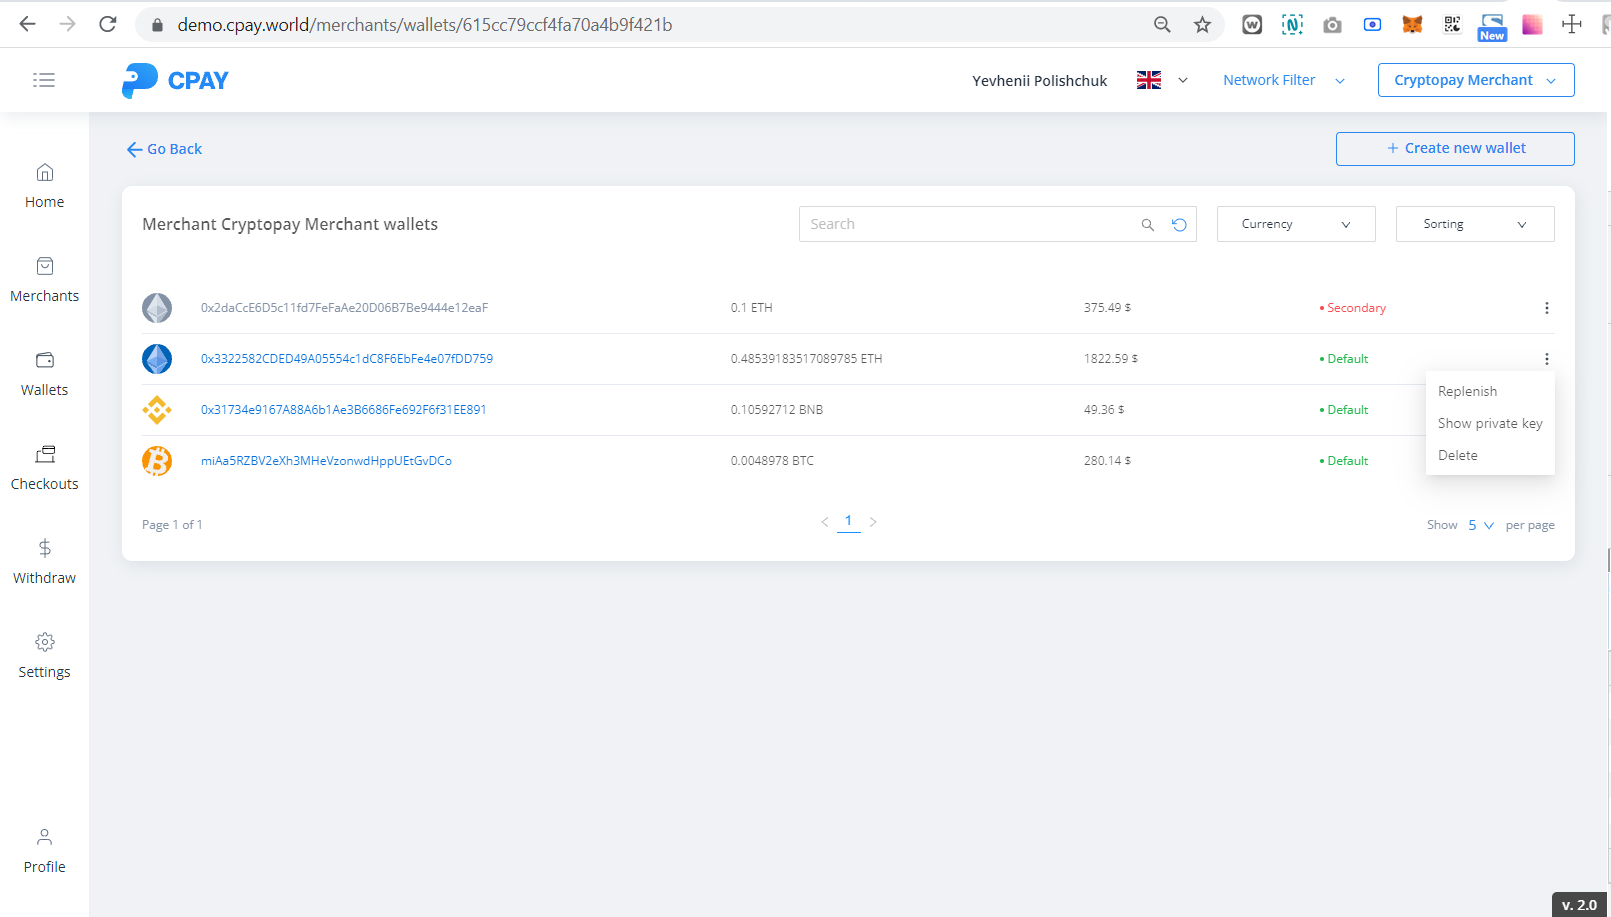 demo.cpay.world/merchants/wallets/615cc79ccf4fa70a4b9f421b
New
CPAY
Yevhenii Polishchuk
Network Filter
Cryptopay Merchant
Go Back
+ Create new wallet
Home
Merchants
Wallets
Checkouts
Withdraw
Settings
Profile
Merchant Cryptopay Merchant wallets
Search
Currency
Sorting
0x2daCcE6D5c11fd7FeFaAe20D06B7Be9444e12eaF 0.1 ETH 375.49 $ • Secondary
0x3322582CDED49A05554c1dC8F6EbFe4e07fDD759 0.48539183517089785 ETH 1822.59 $ • Default
0x31734e9167A88A6b1Ae3B6686Fe692F6f31EE891 0.10592712 BNB 49.36 $ • Default
miAa5RZBV2eXh3MHeVzonwdHppUEtGvDCo 0.0048978 BTC 280.14 $ • Default
Replenish
Show private key
Delete
Page 1 of 1
< 1 >
Show 5 per page
v. 2.0